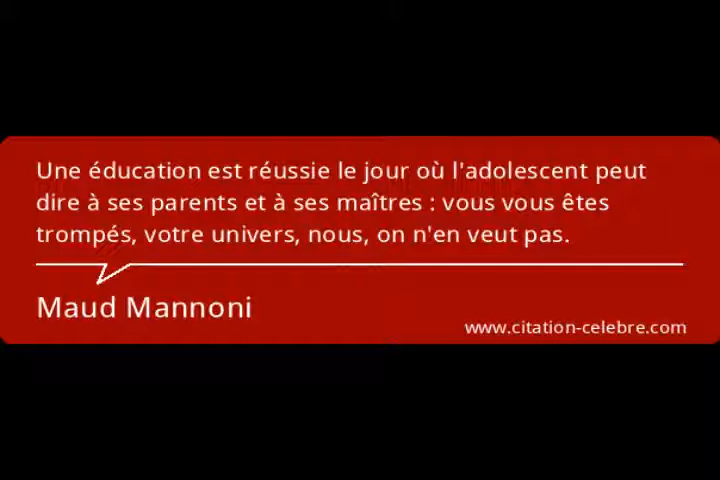 Une éducation est réussie le jour où l'adolescent peut
dire à ses parents et à ses maîtres : vous vous êtes
trompés, votre univers, nous, on n'en veut pas.
Maud Mannoni
www.citation-celebre.com